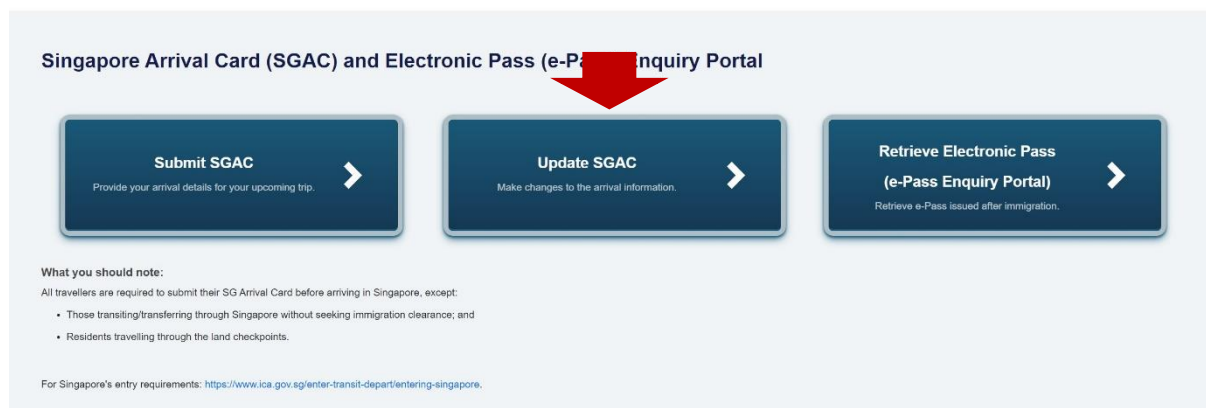 Singapore Arrival Card (SGAC) and Electronic Pass (e-Pa nquiry Portal
Submit SGAC
Provide your arrival details for your upcoming trip.
Update SGAC
Make changes to the arrival information.
Retrieve Electronic Pass
(e-Pass Enquiry Portal)
Retrieve e-Pass issued after immigration.
What you should note:
All travellers are required to submit their SG Arrival Card before arriving in Singapore, except:
• Those transiting/transferring through Singapore without seeking immigration clearance; and
• Residents travelling through the land checkpoints.
For Singapore's entry requirements: https://www.ica.gov.sg/enter-transit-depart/entering-singapore.